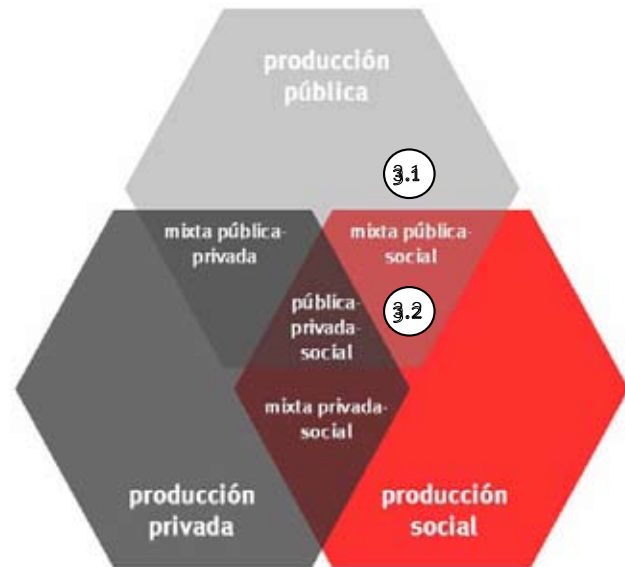 producción
pública
3.1
mixta pública-
privada
mixta pública-
social
pública-
privada-
social
3.2
mixta privada-
social
producción
privada
producción
social